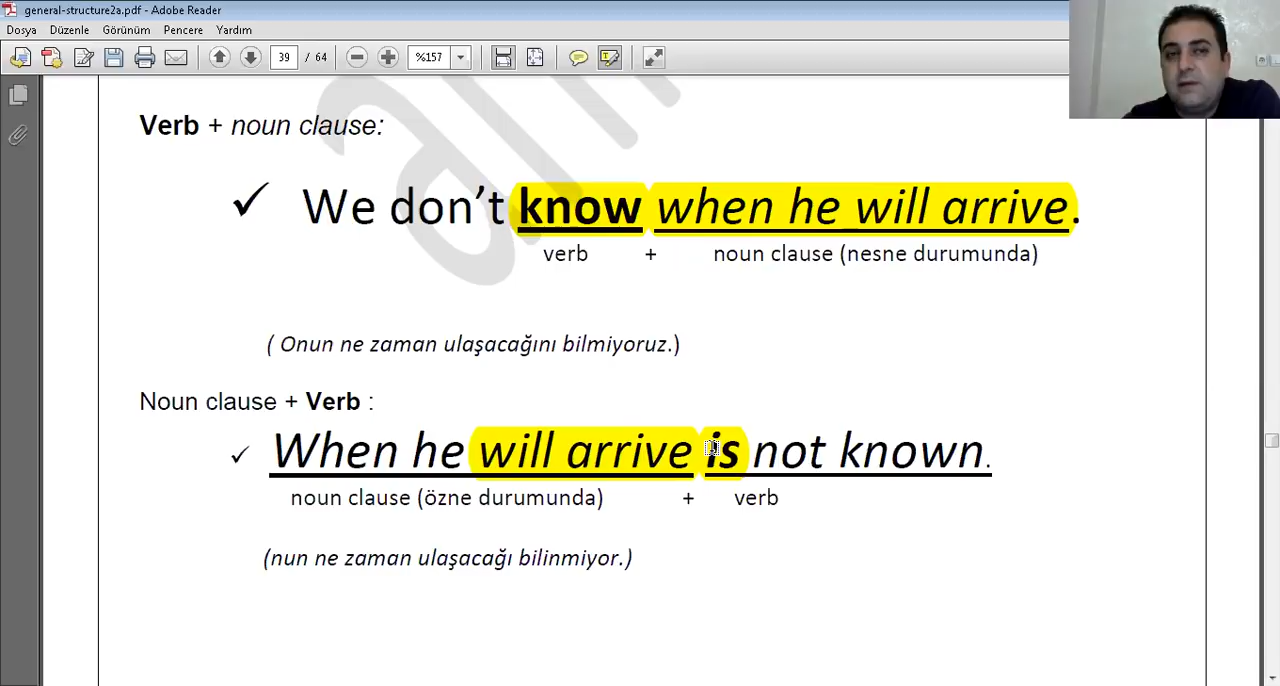 general-structure2a.pdf - Adobe Reader
Dosya Düzenle Görünüm Pencere Yardım
39 / 64 %157
Verb + noun clause:
✓ We don't know when he will arrive.
verb + noun clause (nesne durumunda)
( Onun ne zaman ulaşacağını bilmiyoruz.)
Noun clause + Verb :
✓ When he will arrive is not known.
noun clause (özne durumunda) + verb
(nun ne zaman ulaşacağı bilinmiyor.)